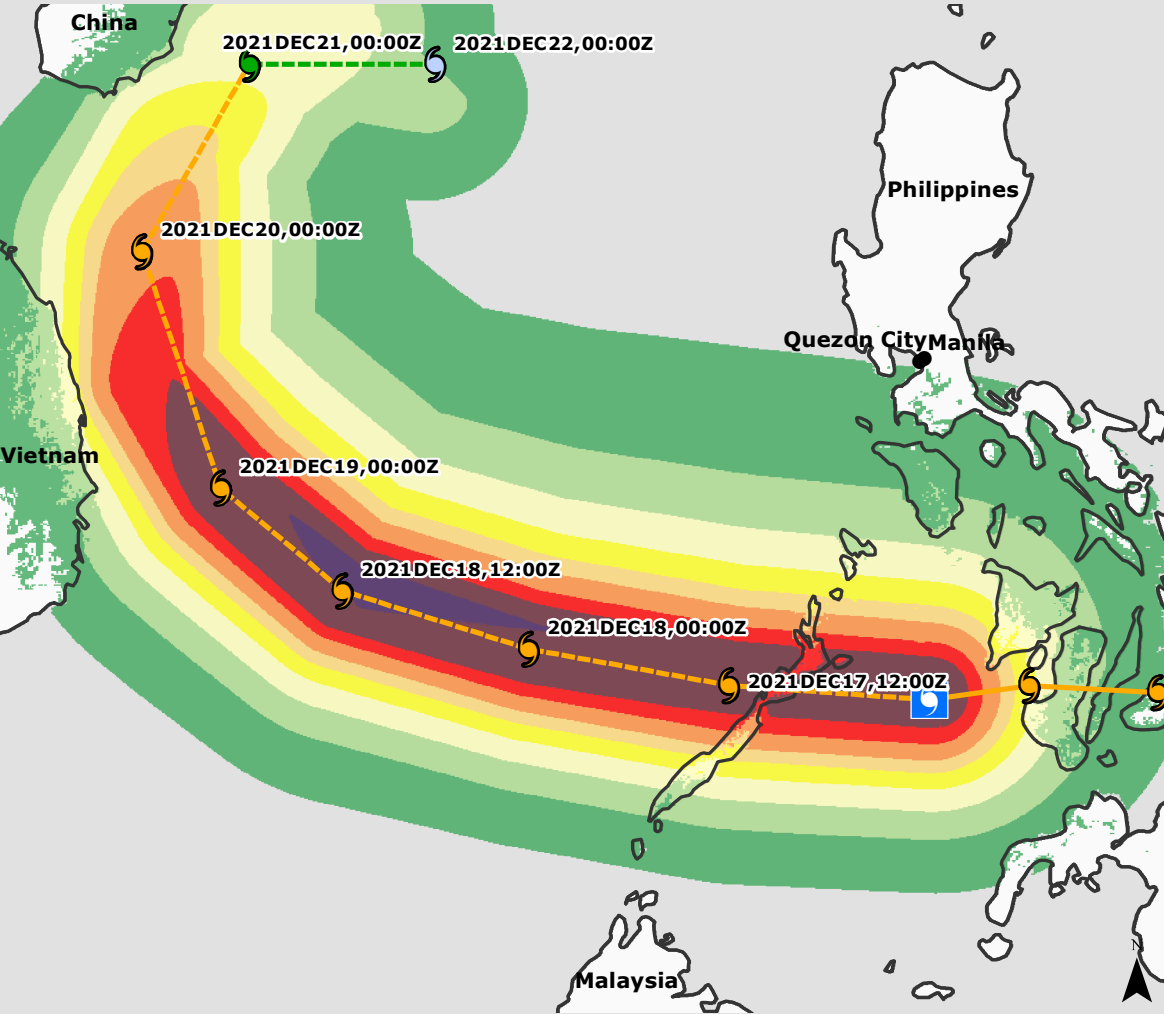 China
2021DEC21,00:00Z
2021DEC22,00:00Z
Philippines
2021DEC20,00:00Z
Quezon City
Manila
Vietnam
2021DEC19,00:00Z
2021DEC18,12:00Z
2021DEC18,00:00Z
2021DEC17,12:00Z
N
Malaysia